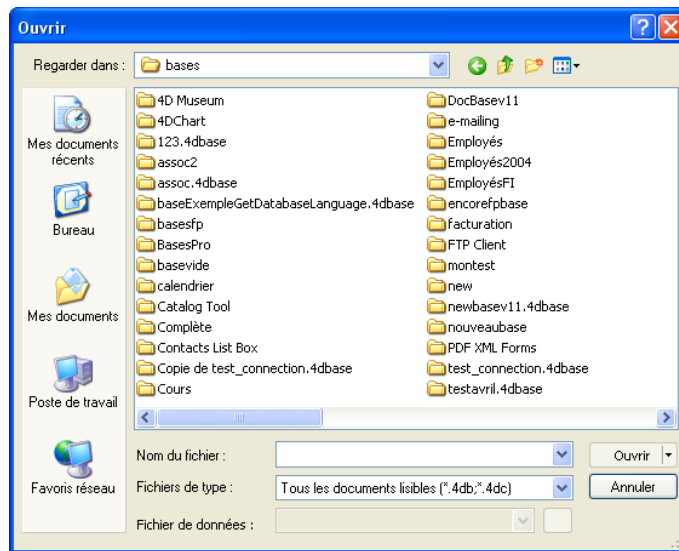 Ouvrir
Regarder dans :
bases
Mes documents
récents
Bureau
Mes documents
Poste de travail
Favoris réseau
4D Museum
4DChart
123.4dbase
assoc2
assoc.4dbase
baseExempleGetDatabaseLanguage.4dbase
basesfp
BasesPro
basevide
calendrier
Catalog Tool
Complète
Contacts List Box
Copie de test_connection.4dbase
Cours
DocBasev11
e-mailing
Employés
Employés2004
EmployésFI
encorefpbase
facturation
FTP Client
montest
new
newbasev11.4dbase
nouveaubase
PDF XML Forms
test_connection.4dbase
testavril.4dbase
Nom du fichier :
Ouvrir
Fichiers de type :
Tous les documents lisibles (*.4db;*.4dc)
Annuler
Fichier de données :